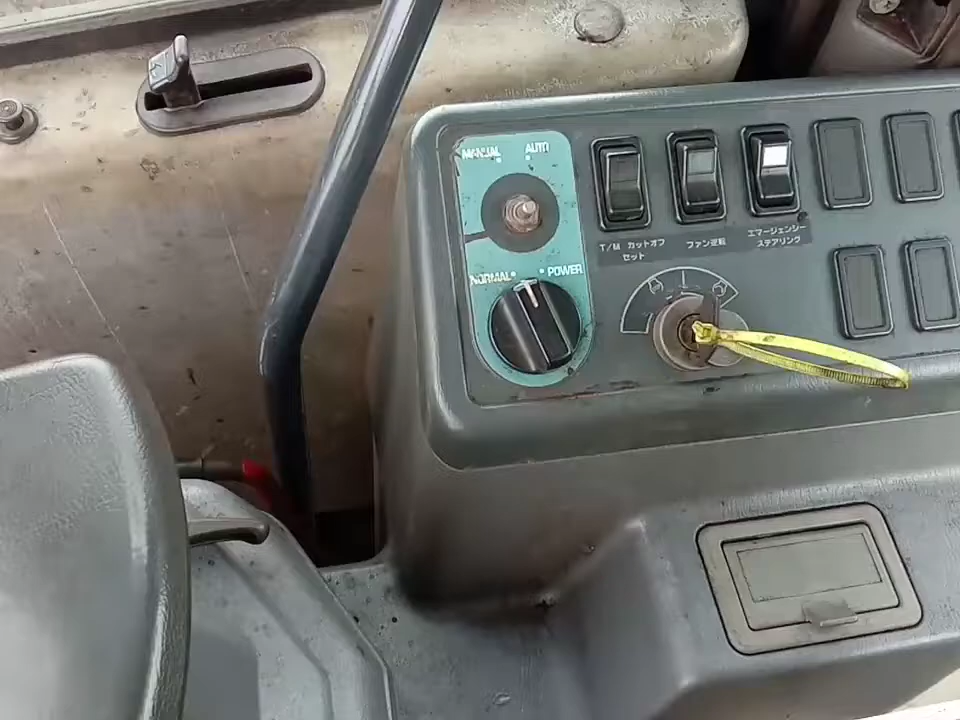 MANUAL AUTO
NORMAL POWER
T/M カットオフ
セット
ファン逆転
エマージェンシー
ステアリング